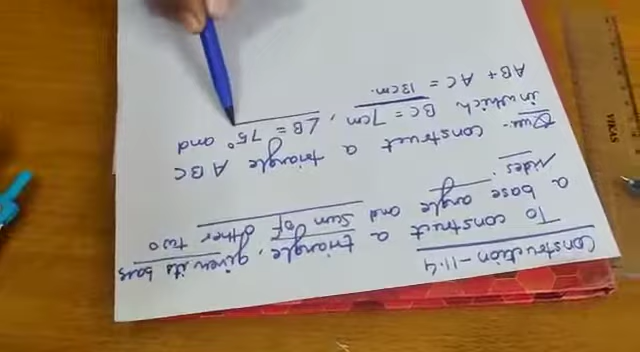 Construction - 11.4
To construct a triangle, given its base
a base angle and sum of other two
sides.
Que- construct a triangle ABC
in which BC = 7cm, ∠B = 75° and
AB + AC = 13cm.
VIKAS